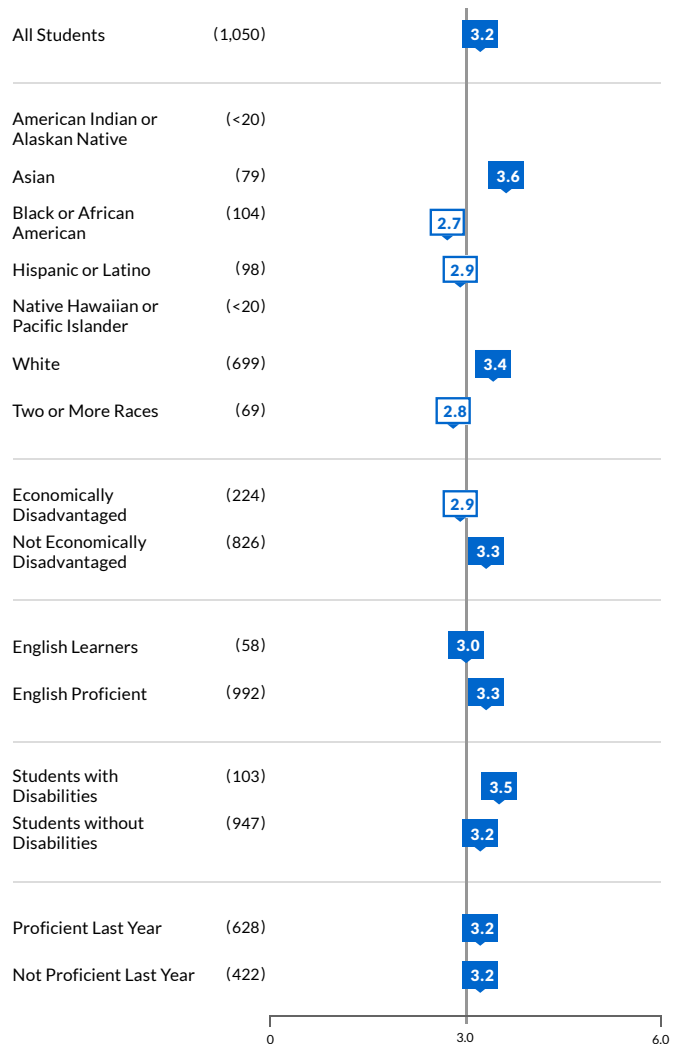 All Students (1,050) 3.2
American Indian or (<20)
Alaskan Native
Asian (79) 3.6
Black or African (104) 2.7
American
Hispanic or Latino (98) 2.9
Native Hawaiian or (<20)
Pacific Islander
White (699) 3.4
Two or More Races (69) 2.8
Economically (224) 2.9
Disadvantaged
Not Economically (826) 3.3
Disadvantaged
English Learners (58) 3.0
English Proficient (992) 3.3
Students with (103) 3.5
Disabilities
Students without (947) 3.2
Disabilities
Proficient Last Year (628) 3.2
Not Proficient Last Year (422) 3.2
0 3.0 6.0